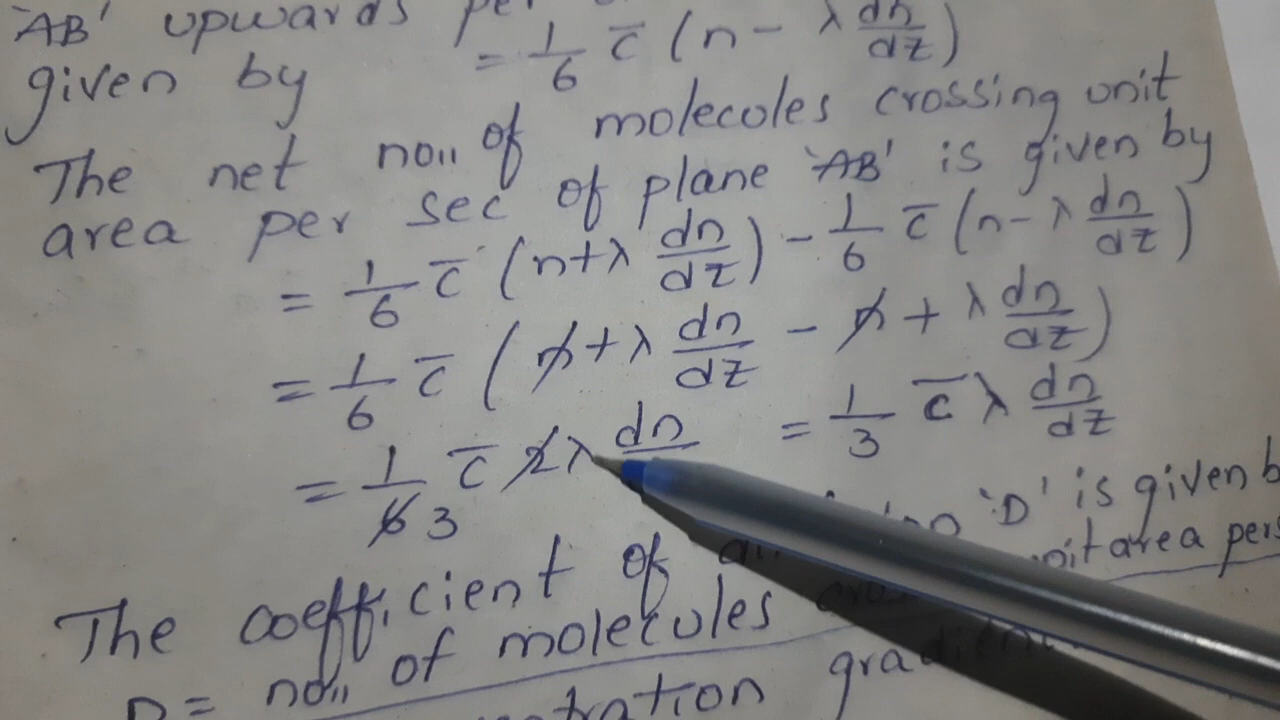 'AB' upwards per
given by = 1/6 c̄ (n - λ dn/dz)
The net no,, of molecules crossing unit
area per sec of plane 'AB' is given by
= 1/6 c̄ (n+λ dn/dz) - 1/6 c̄ (n-λ dn/dz)
= 1/6 c̄ (n+λ dn/dz - n + λ dn/dz)
= 1/6 3 c̄ 2λ dn = 1/3 c̄ λ dn/dz
The coefficient of 'D' is given b
D = no,, of molecules unit area per s
gradient